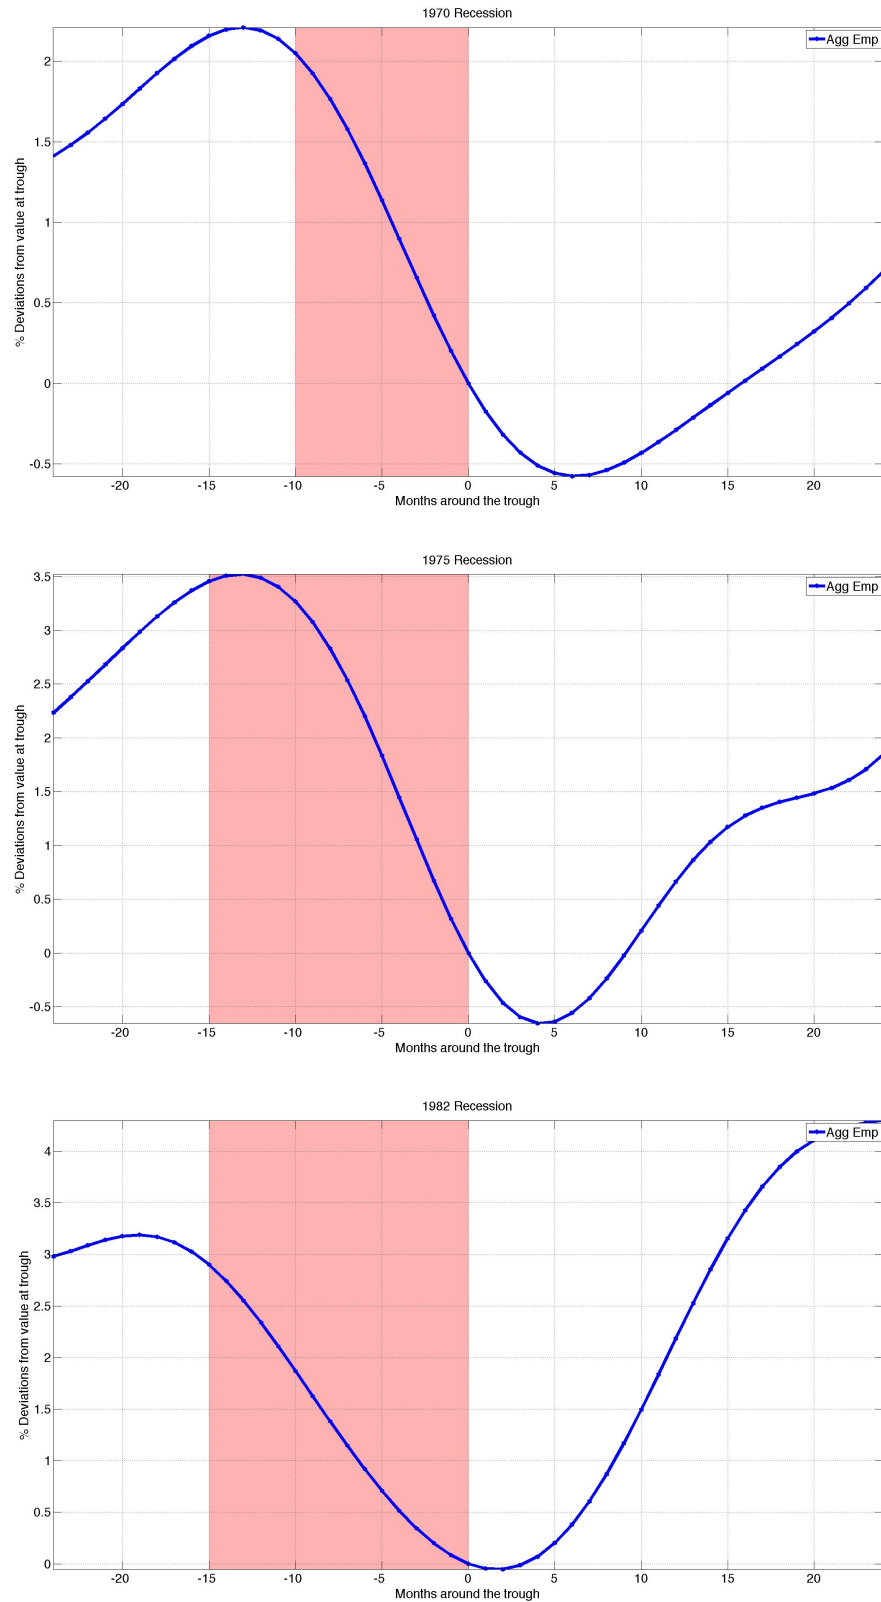 1970 Recession
Agg Emp
% Deviations from value at trough
2
1.5
1
0.5
0
-0.5
-20 -15 -10 -5 0 5 10 15 20
Months around the trough
1975 Recession
Agg Emp
% Deviations from value at trough
3.5
3
2.5
2
1.5
1
0.5
0
-0.5
-20 -15 -10 -5 0 5 10 15 20
Months around the trough
1982 Recession
Agg Emp
% Deviations from value at trough
4
3.5
3
2.5
2
1.5
1
0.5
0
-20 -15 -10 -5 0 5 10 15 20
Months around the trough